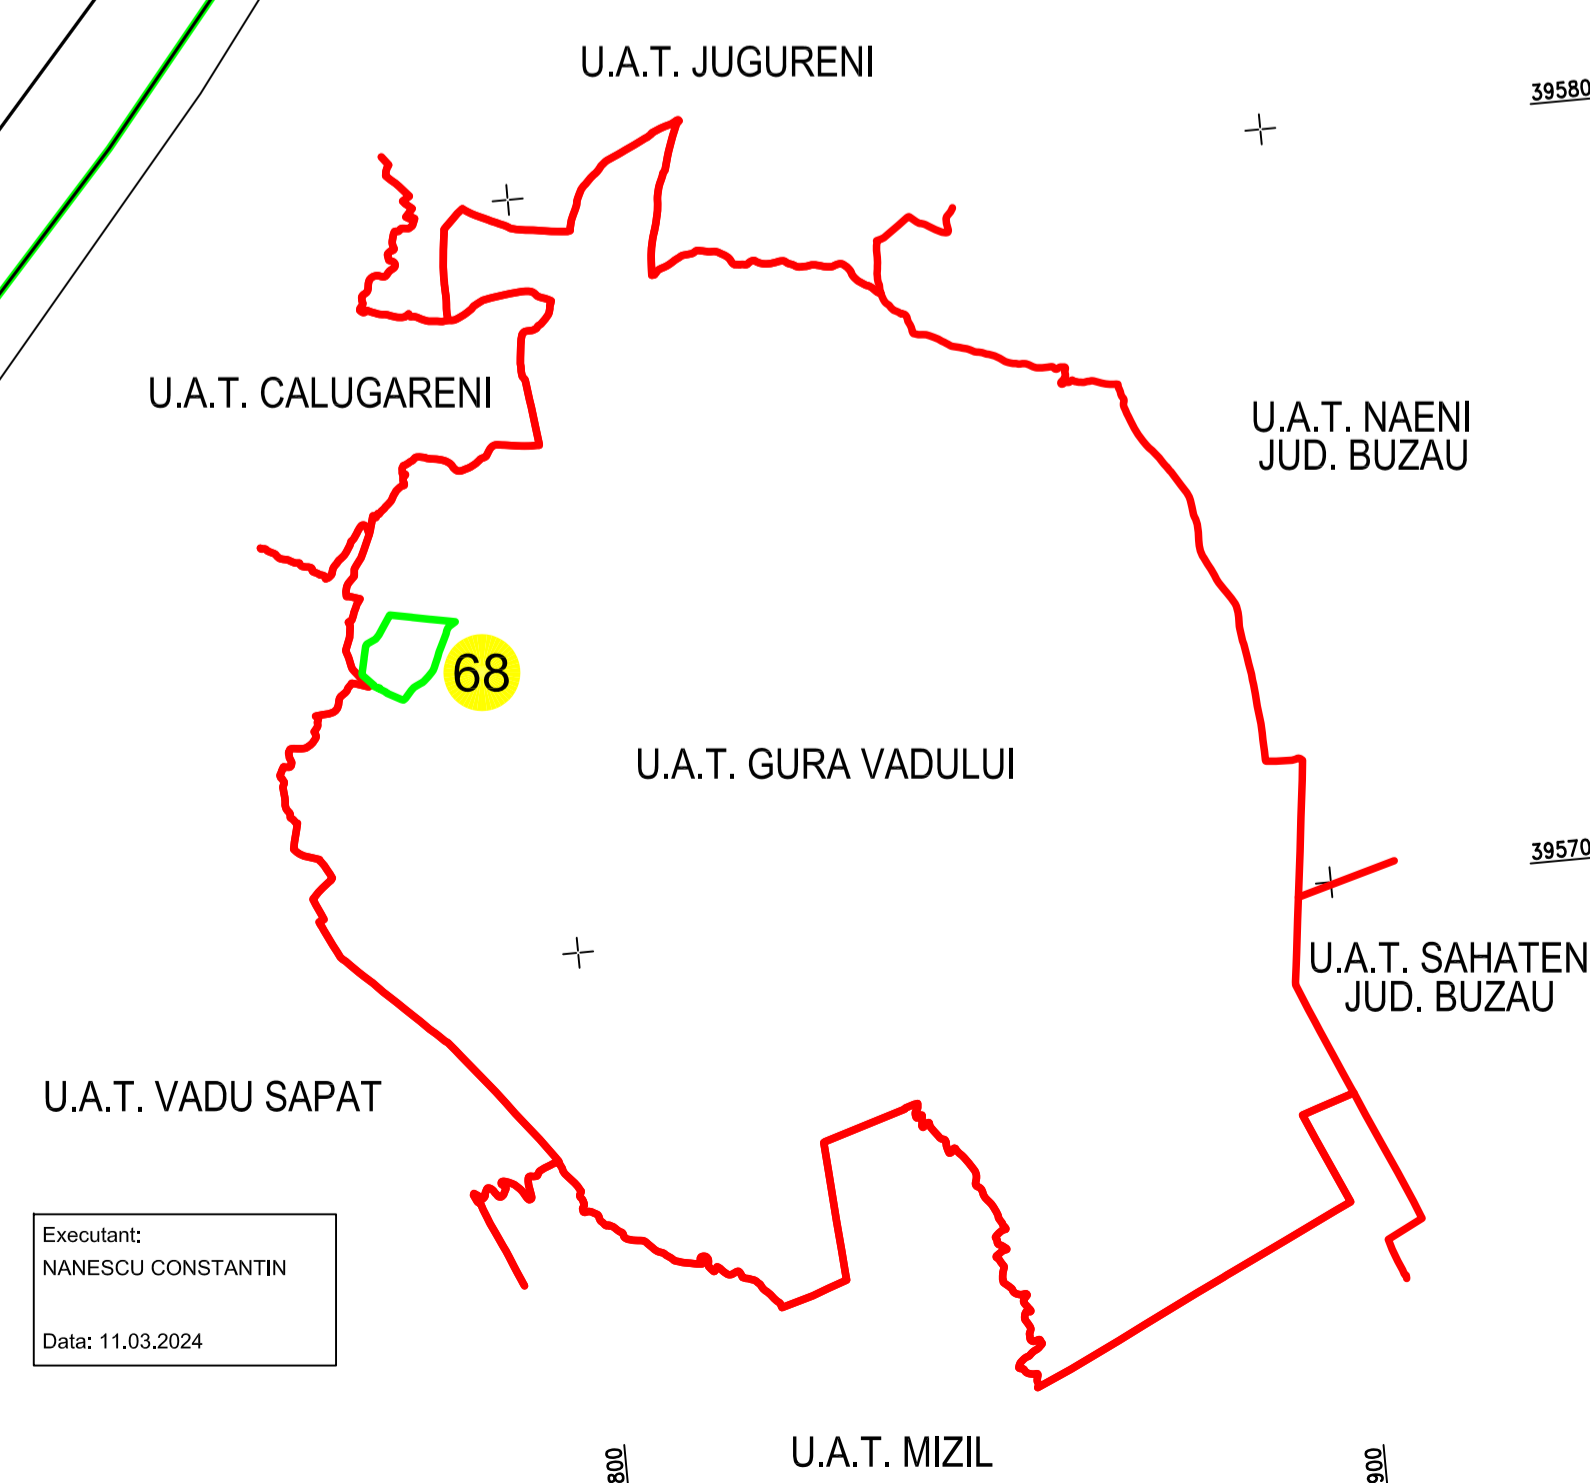 U.A.T. JUGURENI
39580
U.A.T. CALUGARENI
U.A.T. NAENI
JUD. BUZAU
68
U.A.T. GURA VADULUI
39570
U.A.T. SAHATEN
JUD. BUZAU
U.A.T. VADU SAPAT
Executant:
NANESCU CONSTANTIN
Data: 11.03.2024
U.A.T. MIZIL
800
900